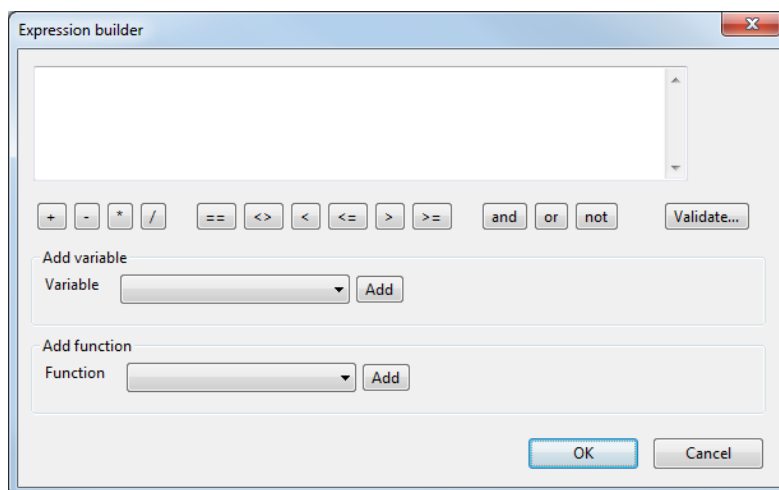 Expression builder
+ - * / == <> < <= > >= and or not Validate...
Add variable
Variable Add
Add function
Function Add
OK Cancel